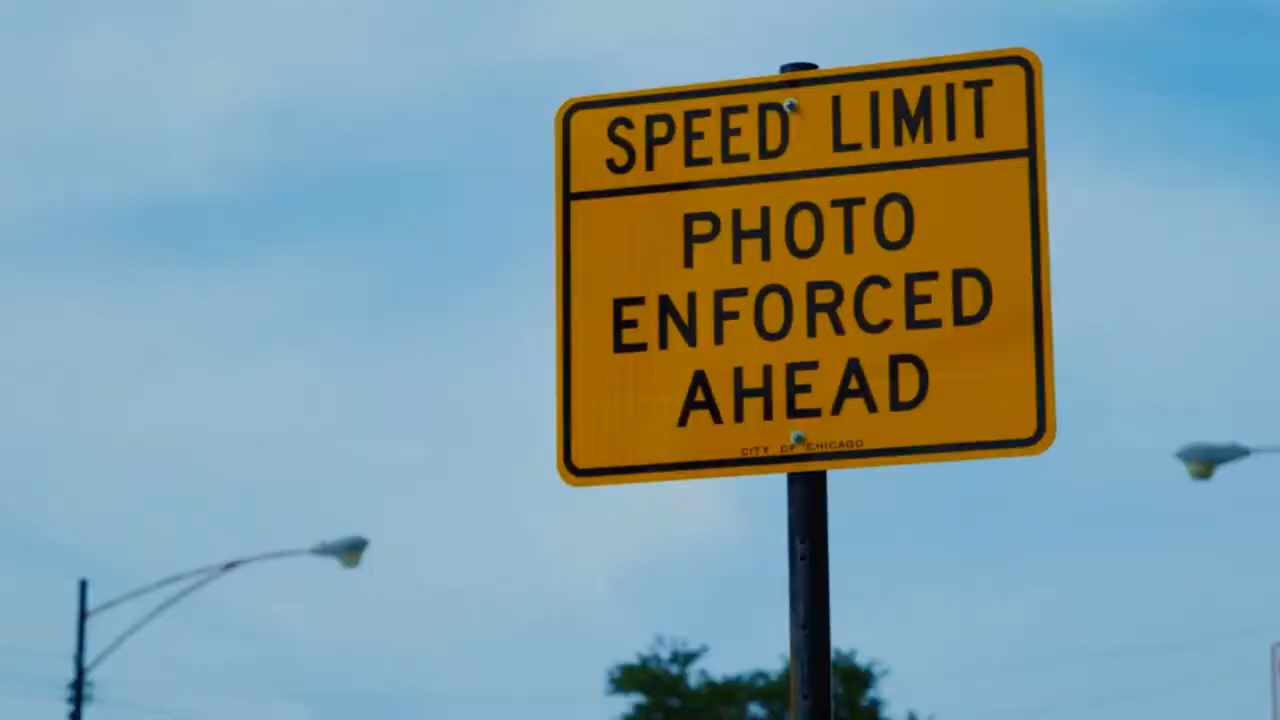 SPEED LIMIT
PHOTO
ENFORCED
AHEAD
CITY OF CHICAGO